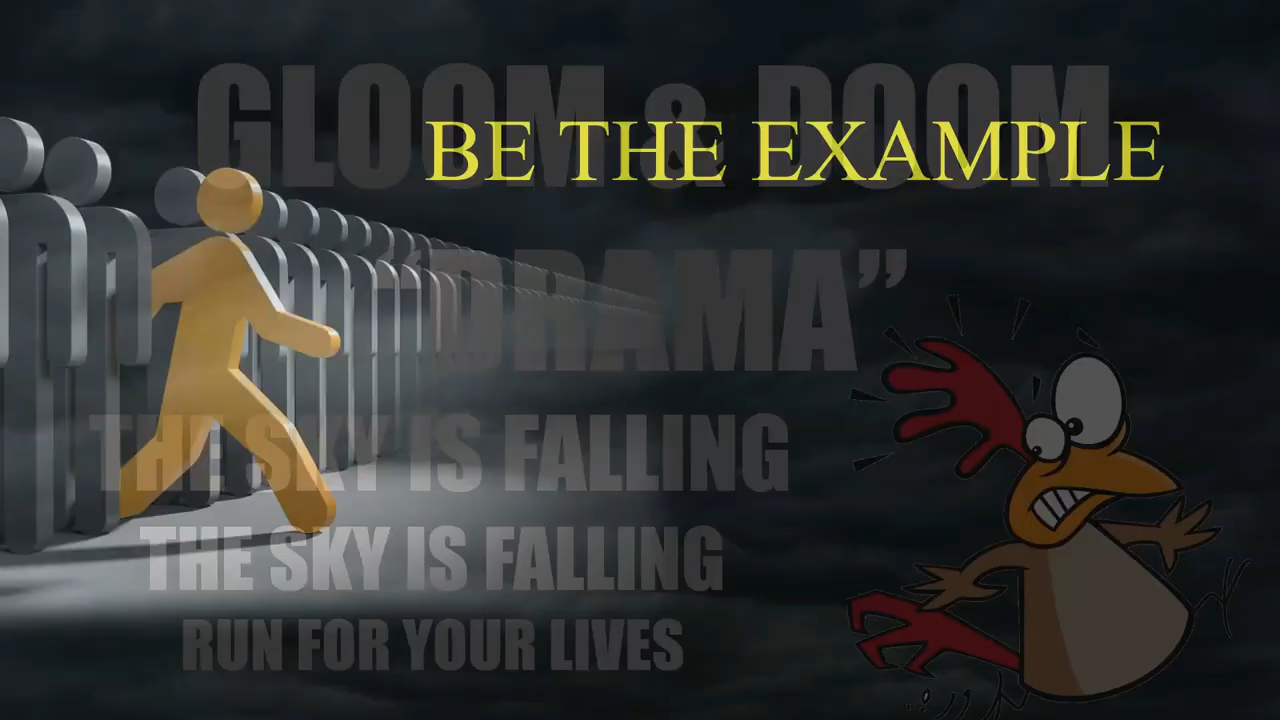 GLOOM & DOOM
BE THE EXAMPLE
“DRAMA”
THE SKY IS FALLING
THE SKY IS FALLING
RUN FOR YOUR LIVES